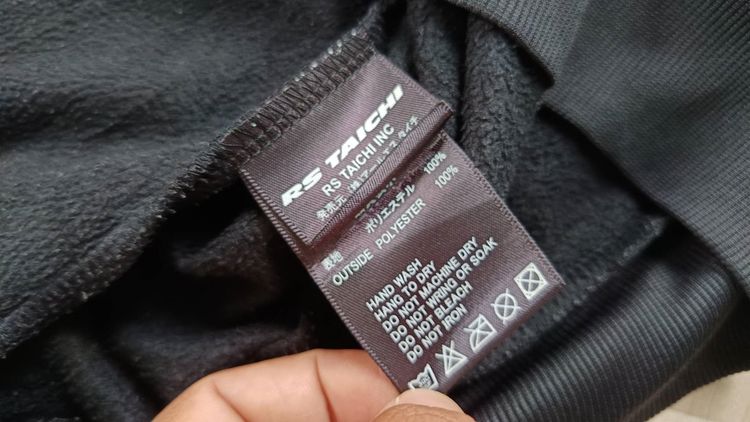 RS TAICHI
RS TAICHI INC
発売元 (株)アールエスタイチ
表地 ポリエステル 100%
OUTSIDE POLYESTER 100%
HAND WASH
HANG TO DRY
DO NOT MACHINE DRY
DO NOT WRING OR SOAK
DO NOT BLEACH
DO NOT IRON